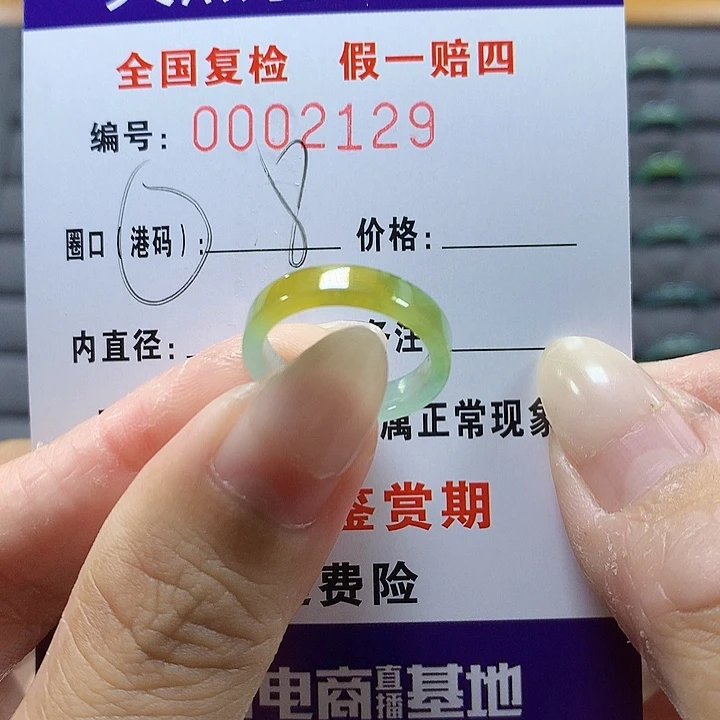 全国复检 假一赔四
编号: 0002129
圈口(港码): 8 价格:
内直径: 备注
属正常现象
鉴赏期
费险
电商直播基地